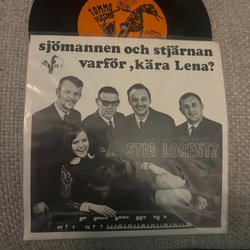 sjömannen och stjärnan
varför ,kära Lena?
STIG LORENTZ